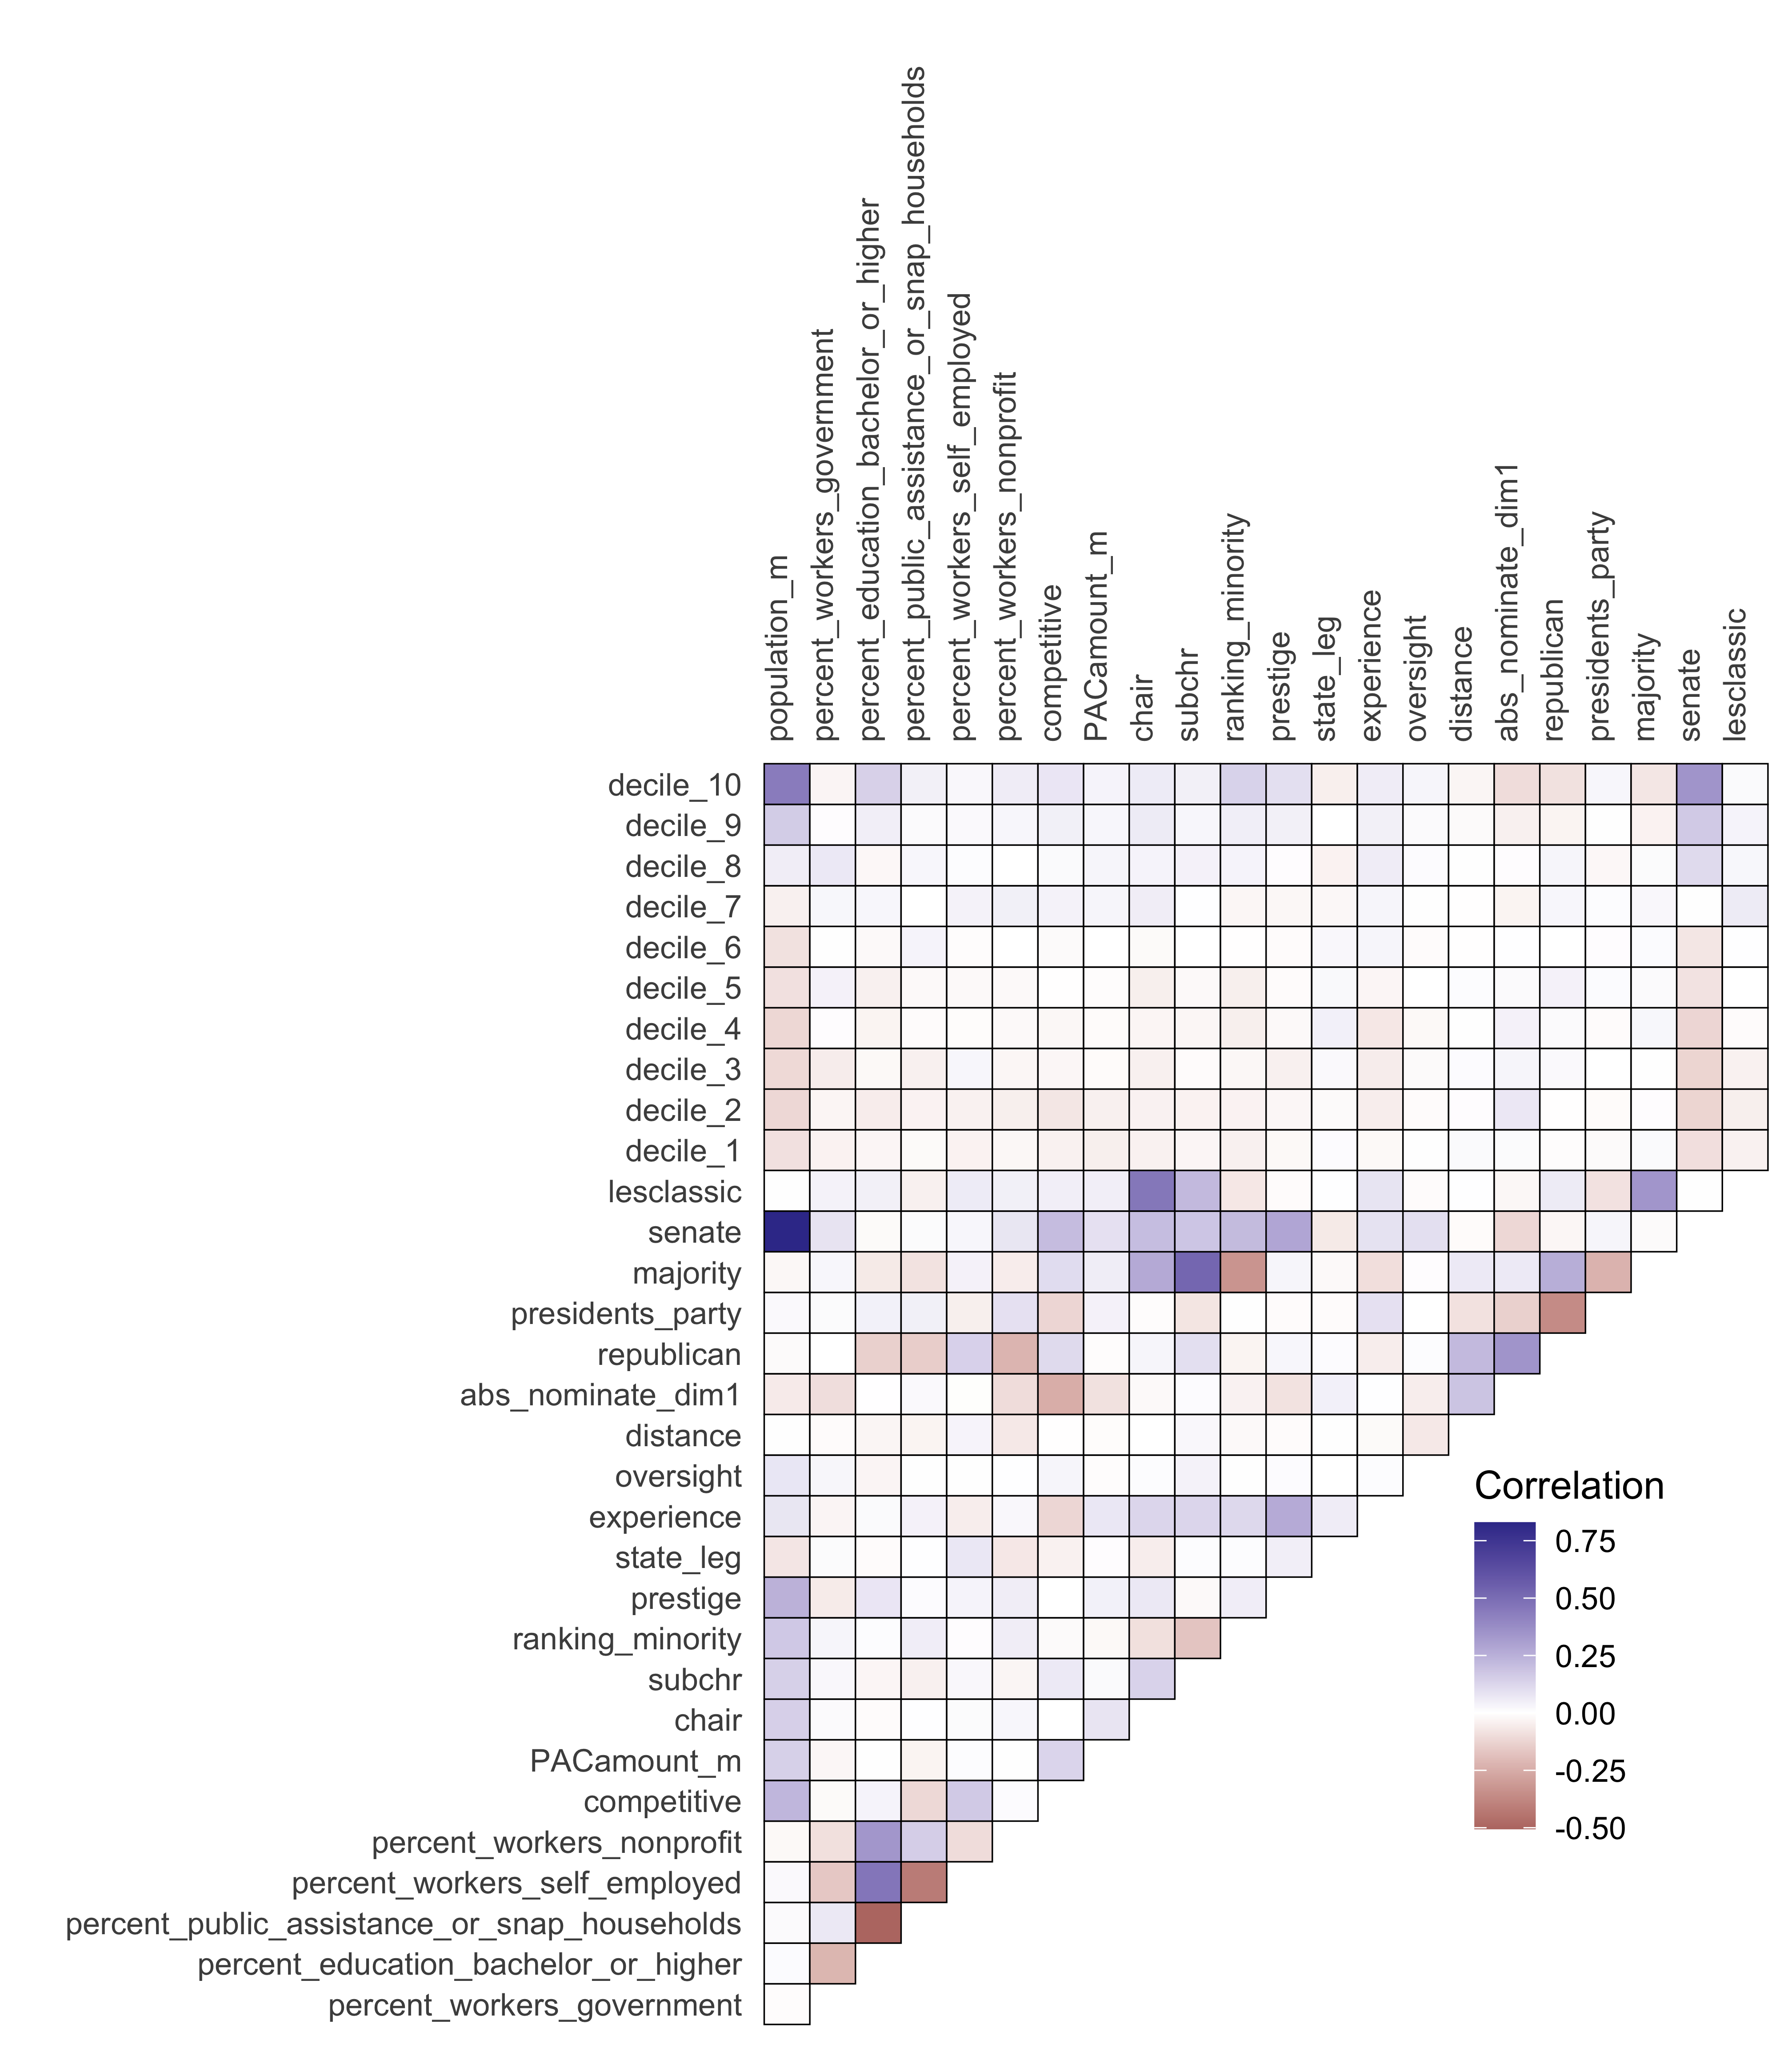 population_m
percent_workers_government
percent_education_bachelor_or_higher
percent_public_assistance_or_snap_households
percent_workers_self_employed
percent_workers_nonprofit
competitive
PACamount_m
chair
subchr
ranking_minority
prestige
state_leg
experience
oversight
distance
abs_nominate_dim1
republican
presidents_party
majority
senate
lesclassic
decile_10
decile_9
decile_8
decile_7
decile_6
decile_5
decile_4
decile_3
decile_2
decile_1
lesclassic
senate
majority
presidents_party
republican
abs_nominate_dim1
distance
oversight
experience
state_leg
prestige
ranking_minority
subchr
chair
PACamount_m
competitive
percent_workers_nonprofit
percent_workers_self_employed
percent_public_assistance_or_snap_households
percent_education_bachelor_or_higher
percent_workers_government
Correlation
0.75
0.50
0.25
0.00
-0.25
-0.50